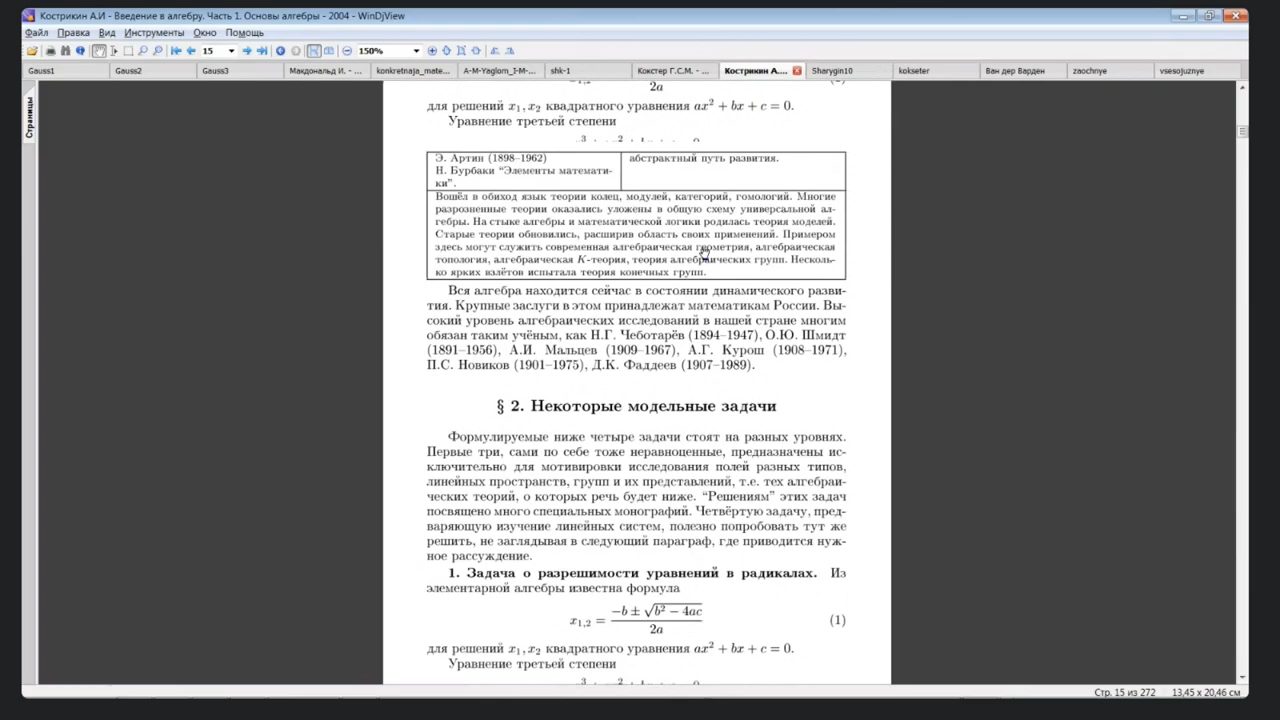 Кострикин А.И - Введение в алгебру. Часть 1. Основы алгебры - 2004 - WinDjView
Файл Правка Вид Инструменты Окно Помощь
15 150%
Gauss1 Gauss2 Gauss3 Макдональд И. - ... konkretnaja_mate... A-M-Yaglom_I-M-... shk-1 Кокстер Г.С.М. - ... Кострикин А.... Sharygin10 kokseter Ван дер Варден zaochnye vsesojuznye
Страницы
2a
для решений x₁, x₂ квадратного уравнения ax² + bx + c = 0.
Уравнение третьей степени
Э. Артин (1898–1962)
Н. Бурбаки “Элементы математи-
ки”.
абстрактный путь развития.
Вошёл в обиход язык теории колец, модулей, категорий, гомологий. Многие
разрозненные теории оказались уложены в общую схему универсальной ал-
гебры. На стыке алгебры и математической логики родилась теория моделей.
Старые теории обновились, расширив область своих применений. Примером
здесь могут служить современная алгебраическая геометрия, алгебраическая
топология, алгебраическая K-теория, теория алгебраических групп. Несколь-
ко ярких взлётов испытала теория конечных групп.
Вся алгебра находится сейчас в состоянии динамического разви-
тия. Крупные заслуги в этом принадлежат математикам России. Вы-
сокий уровень алгебраических исследований в нашей стране многим
обязан таким учёным, как Н.Г. Чеботарёв (1894–1947), О.Ю. Шмидт
(1891–1956), А.И. Мальцев (1909–1967), А.Г. Курош (1908–1971),
П.С. Новиков (1901–1975), Д.К. Фаддеев (1907–1989).
§ 2. Некоторые модельные задачи
Формулируемые ниже четыре задачи стоят на разных уровнях.
Первые три, сами по себе тоже неравноценные, предназначены ис-
ключительно для мотивировки исследования полей разных типов,
линейных пространств, групп и их представлений, т.е. тех алгебраи-
ческих теорий, о которых речь будет ниже. “Решениям” этих задач
посвящено много специальных монографий. Четвёртую задачу, пред-
варяющую изучение линейных систем, полезно попробовать тут же
решить, не заглядывая в следующий параграф, где приводится нуж-
ное рассуждение.
1. Задача о разрешимости уравнений в радикалах. Из
элементарной алгебры известна формула
x₁,₂ = (−b ± √(b² − 4ac)) / 2a (1)
для решений x₁, x₂ квадратного уравнения ax² + bx + c = 0.
Уравнение третьей степени
Стр. 15 из 272 13,45 x 20,46 см